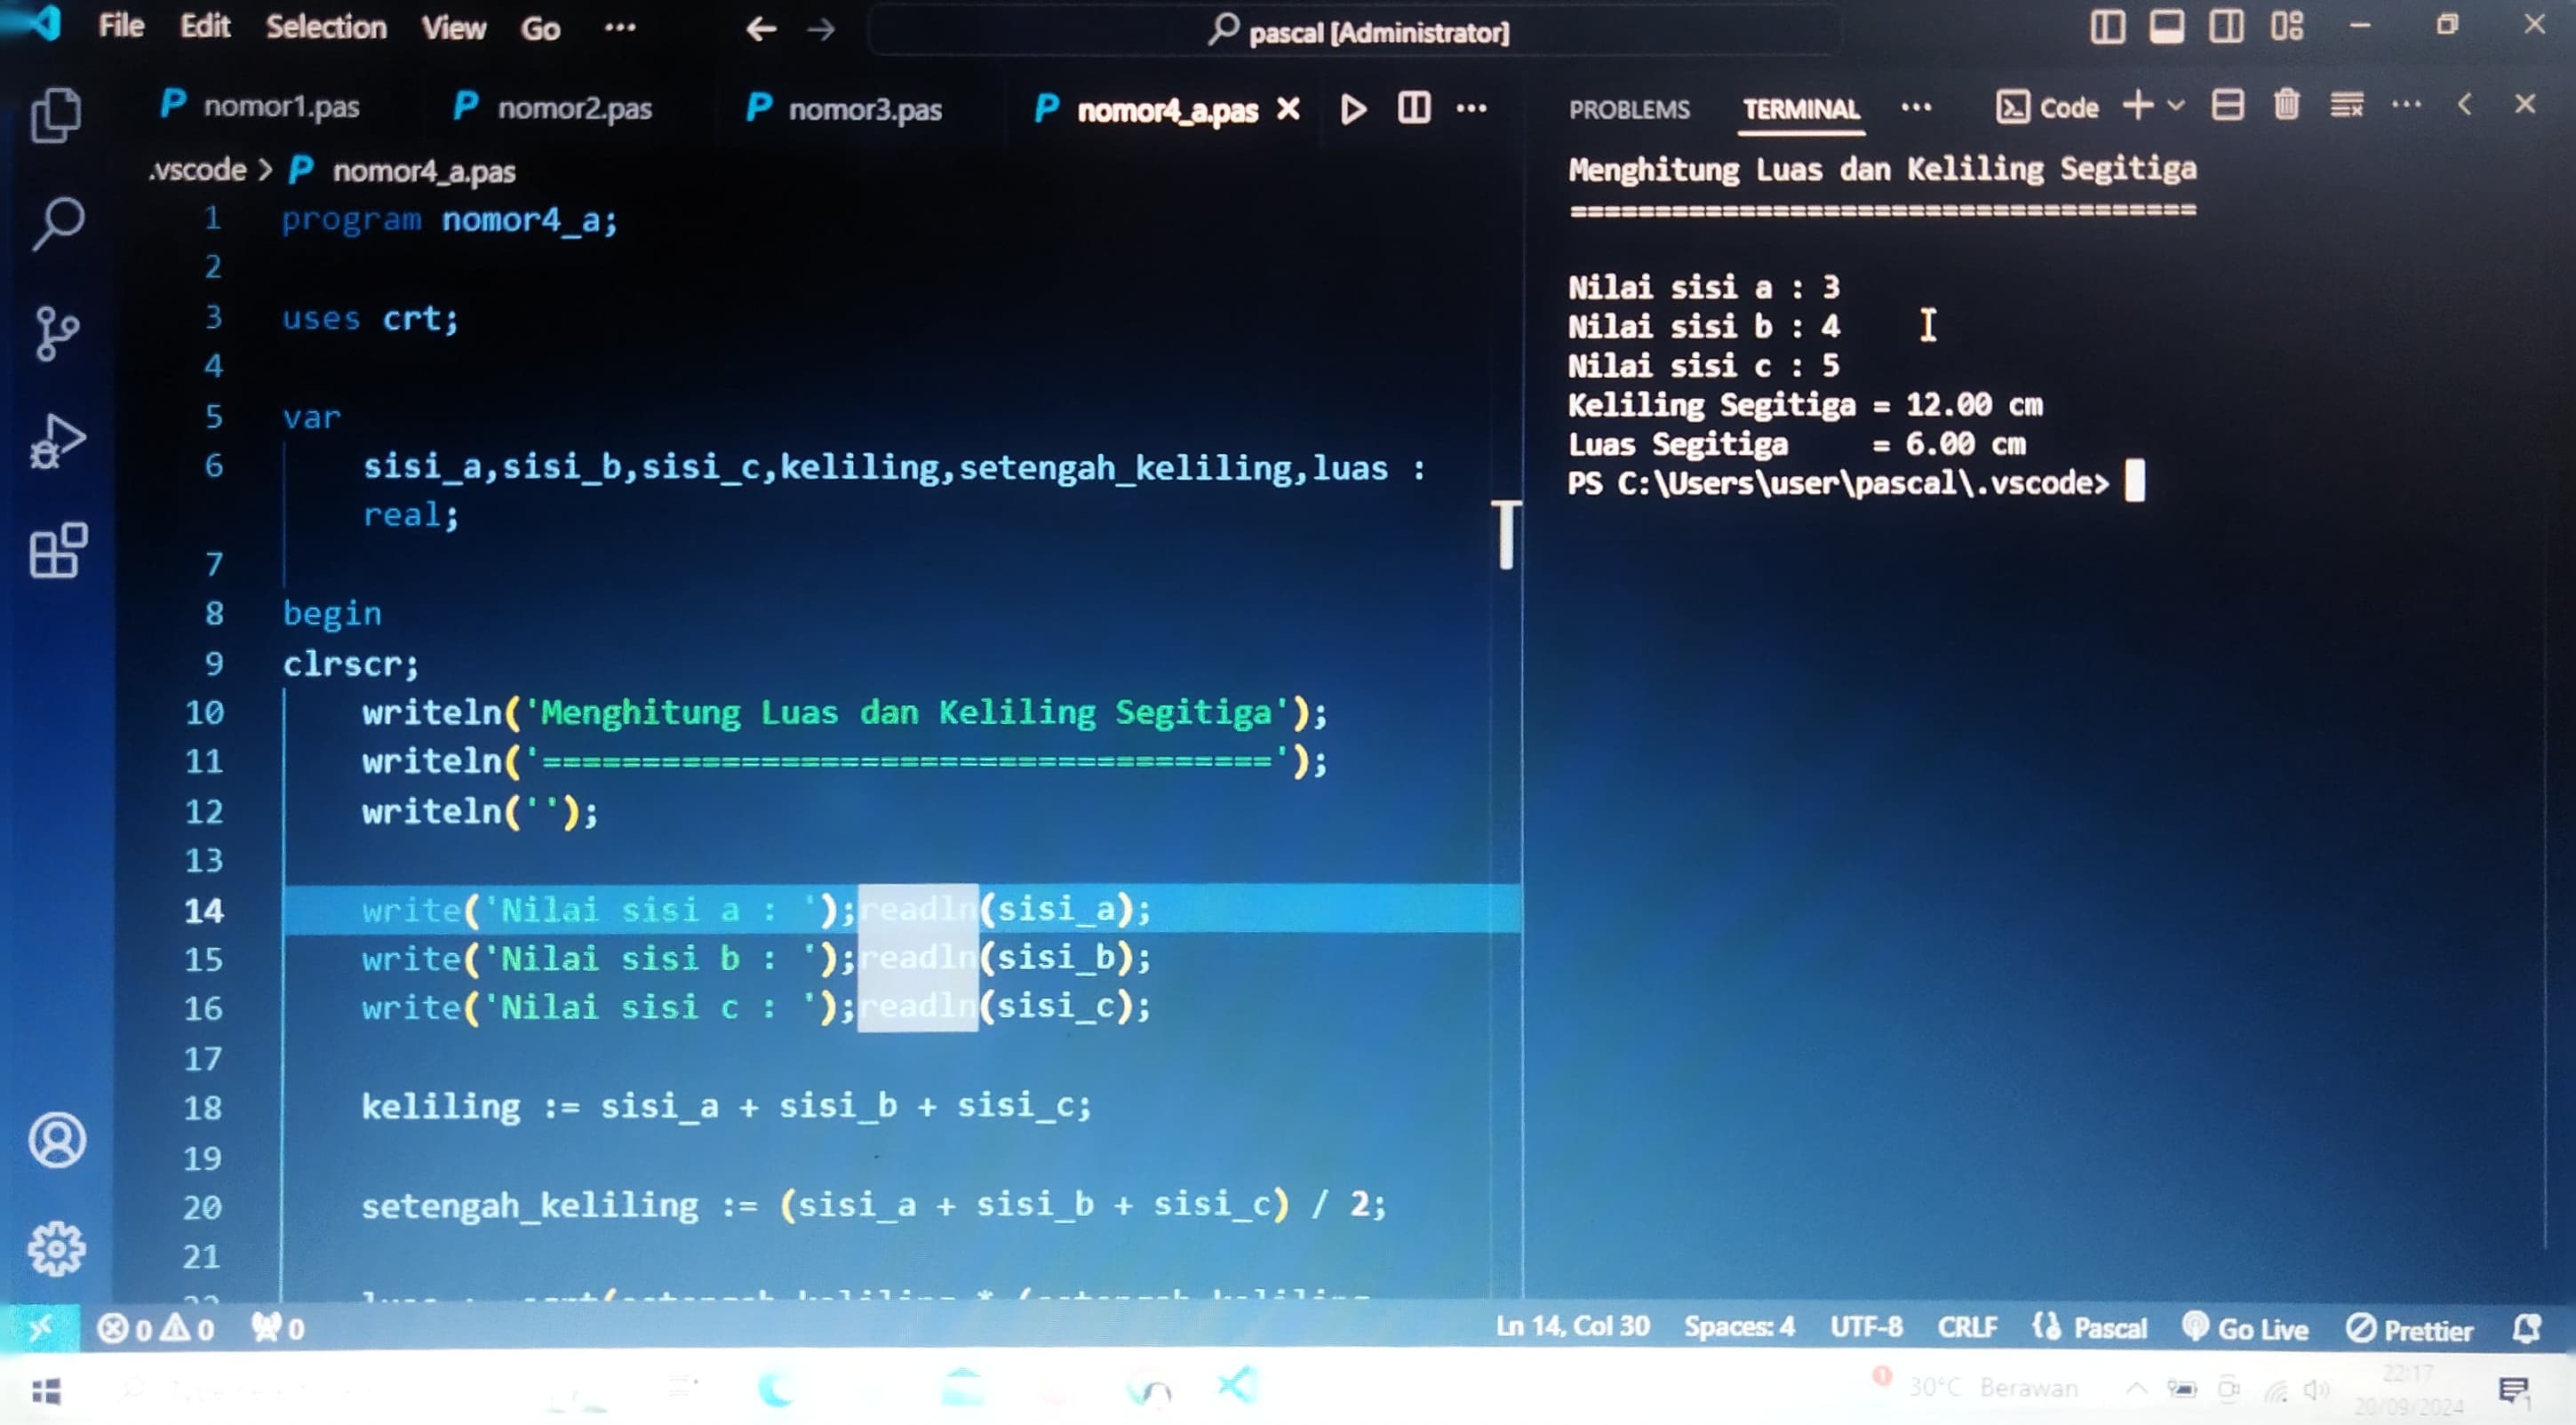 File Edit Selection View Go ··· pascal [Administrator]
nomor1.pas nomor2.pas nomor3.pas nomor4_a.pas
.vscode > nomor4_a.pas
1 program nomor4_a;
2
3 uses crt;
4
5 var
6 sisi_a,sisi_b,sisi_c,keliling,setengah_keliling,luas :
real;
7
8 begin
9 clrscr;
10 writeln('Menghitung Luas dan Keliling Segitiga');
11 writeln('=====================================');
12 writeln('');
13
14 write('Nilai sisi a : ');readln(sisi_a);
15 write('Nilai sisi b : ');readln(sisi_b);
16 write('Nilai sisi c : ');readln(sisi_c);
17
18 keliling := sisi_a + sisi_b + sisi_c;
19
20 setengah_keliling := (sisi_a + sisi_b + sisi_c) / 2;
21
PROBLEMS TERMINAL ··· Code
Menghitung Luas dan Keliling Segitiga
=====================================
Nilai sisi a : 3
Nilai sisi b : 4
Nilai sisi c : 5
Keliling Segitiga = 12.00 cm
Luas Segitiga = 6.00 cm
PS C:\Users\user\pascal\.vscode>
0 0 0 Ln 14, Col 30 Spaces: 4 UTF-8 CRLF Pascal Go Live Prettier
30°C Berawan 22:17
20/09/2024